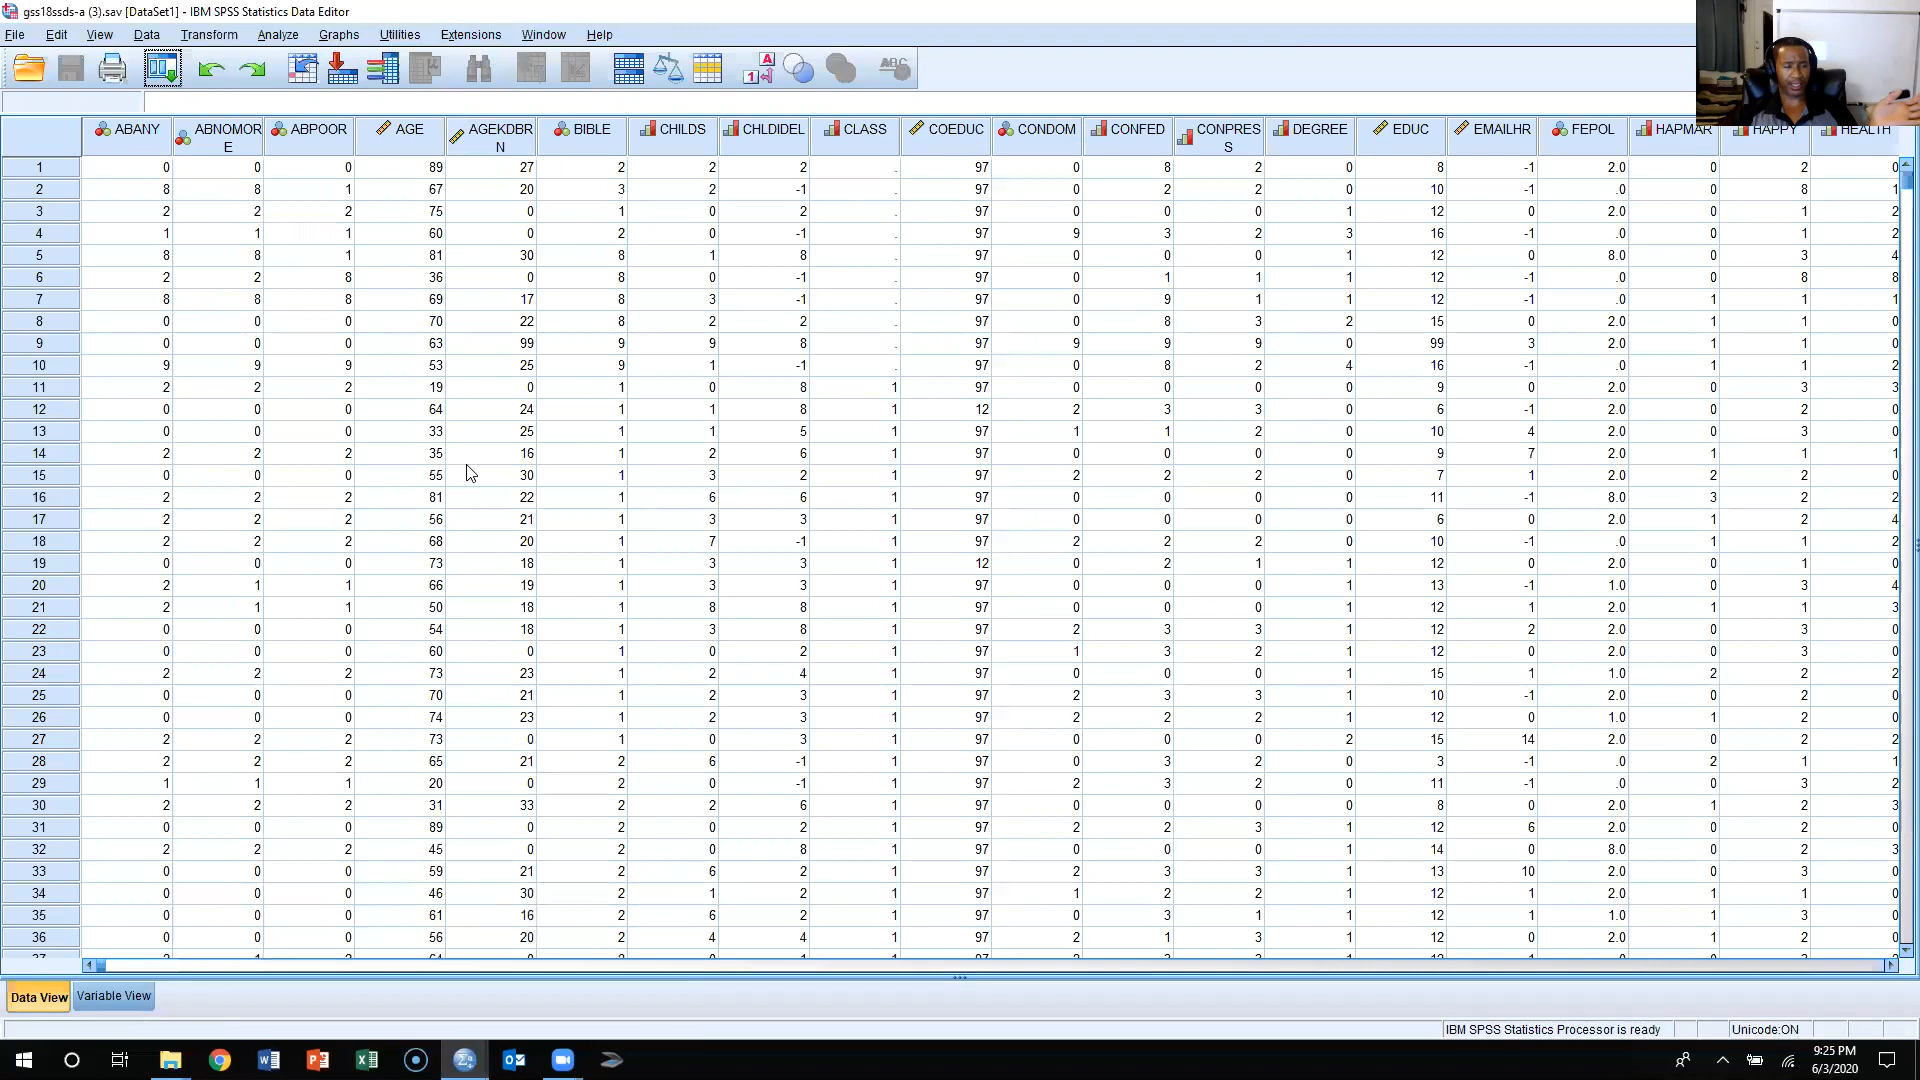 gss18ssds-a (3).sav [DataSet1] - IBM SPSS Statistics Data Editor
File Edit View Data Transform Analyze Graphs Utilities Extensions Window Help
ABANY ABNOMORE ABPOOR AGE AGEKDBRN BIBLE CHILDS CHLDIDEL CLASS COEDUC CONDOM CONFED CONPRESS DEGREE EDUC EMAILHR FEPOL HAPMAR HAPPY HEALTH
1 0 0 0 89 27 2 2 2 . 97 0 8 2 0 8 -1 2.0 0 2 0
2 8 8 1 67 20 3 2 -1 . 97 0 2 2 0 10 -1 .0 0 8 1
3 2 2 2 75 0 1 0 2 . 97 0 0 0 1 12 0 2.0 0 1 2
4 1 1 1 60 0 2 0 -1 . 97 9 3 2 3 16 -1 .0 0 1 2
5 8 8 1 81 30 8 1 8 . 97 0 0 0 1 12 0 8.0 0 3 4
6 2 2 8 36 0 8 0 -1 . 97 0 1 1 1 12 -1 .0 0 8 8
7 8 8 8 69 17 8 3 -1 . 97 0 9 1 1 12 -1 .0 1 1 1
8 0 0 0 70 22 8 2 2 . 97 0 8 3 2 15 0 2.0 1 1 0
9 0 0 0 63 99 9 9 8 . 97 9 9 9 0 99 3 2.0 1 1 0
10 9 9 9 53 25 9 1 -1 . 97 0 8 2 4 16 -1 .0 1 1 2
11 2 2 2 19 0 1 0 8 1 97 0 0 0 0 9 0 2.0 0 3 3
12 0 0 0 64 24 1 1 8 1 12 2 3 3 0 6 -1 2.0 0 2 0
13 0 0 0 33 25 1 1 5 1 97 1 1 2 0 10 4 2.0 0 3 0
14 2 2 2 35 16 1 2 6 1 97 0 0 0 0 9 7 2.0 1 1 1
15 0 0 0 55 30 1 3 2 1 97 2 2 2 0 7 1 2.0 2 2 0
16 2 2 2 81 22 1 6 6 1 97 0 0 0 0 11 -1 8.0 3 2 2
17 2 2 2 56 21 1 3 3 1 97 0 0 0 0 6 0 2.0 1 2 4
18 2 2 2 68 20 1 7 -1 1 97 2 2 2 0 10 -1 .0 1 1 2
19 0 0 0 73 18 1 3 3 1 12 0 2 1 1 12 0 2.0 0 1 0
20 2 1 1 66 19 1 3 3 1 97 0 0 0 1 13 -1 1.0 0 3 4
21 2 1 1 50 18 1 8 8 1 97 0 0 0 1 12 1 2.0 1 1 3
22 0 0 0 54 18 1 3 8 1 97 2 3 3 1 12 2 2.0 0 3 0
23 0 0 0 60 0 1 0 2 1 97 1 3 2 1 12 0 2.0 0 3 0
24 2 2 2 73 23 1 2 4 1 97 0 0 0 1 15 1 1.0 2 2 2
25 0 0 0 70 21 1 2 3 1 97 2 3 3 1 10 -1 2.0 0 2 0
26 0 0 0 74 23 1 2 3 1 97 2 2 2 1 12 0 1.0 1 2 0
27 2 2 2 73 0 1 0 3 1 97 0 0 0 2 15 14 2.0 0 2 2
28 2 2 2 65 21 2 6 -1 1 97 0 3 2 0 3 -1 .0 2 1 1
29 1 1 1 20 0 2 0 -1 1 97 2 3 2 0 11 -1 .0 0 3 2
30 2 2 2 31 33 2 2 6 1 97 0 0 0 0 8 0 2.0 1 2 3
31 0 0 0 89 0 2 0 2 1 97 2 2 3 1 12 6 2.0 0 2 0
32 2 2 2 45 0 2 0 8 1 97 0 0 0 1 14 0 8.0 0 2 3
33 0 0 0 59 21 2 6 2 1 97 2 3 3 1 13 10 2.0 0 3 0
34 0 0 0 46 30 2 1 2 1 97 1 2 2 1 12 1 2.0 1 1 0
35 0 0 0 61 16 2 6 2 1 97 0 3 1 1 12 1 1.0 1 3 0
36 0 0 0 56 20 2 4 4 1 97 2 1 3 1 12 0 2.0 1 2 0
Data View Variable View
IBM SPSS Statistics Processor is ready Unicode:ON
9:25 PM
6/3/2020